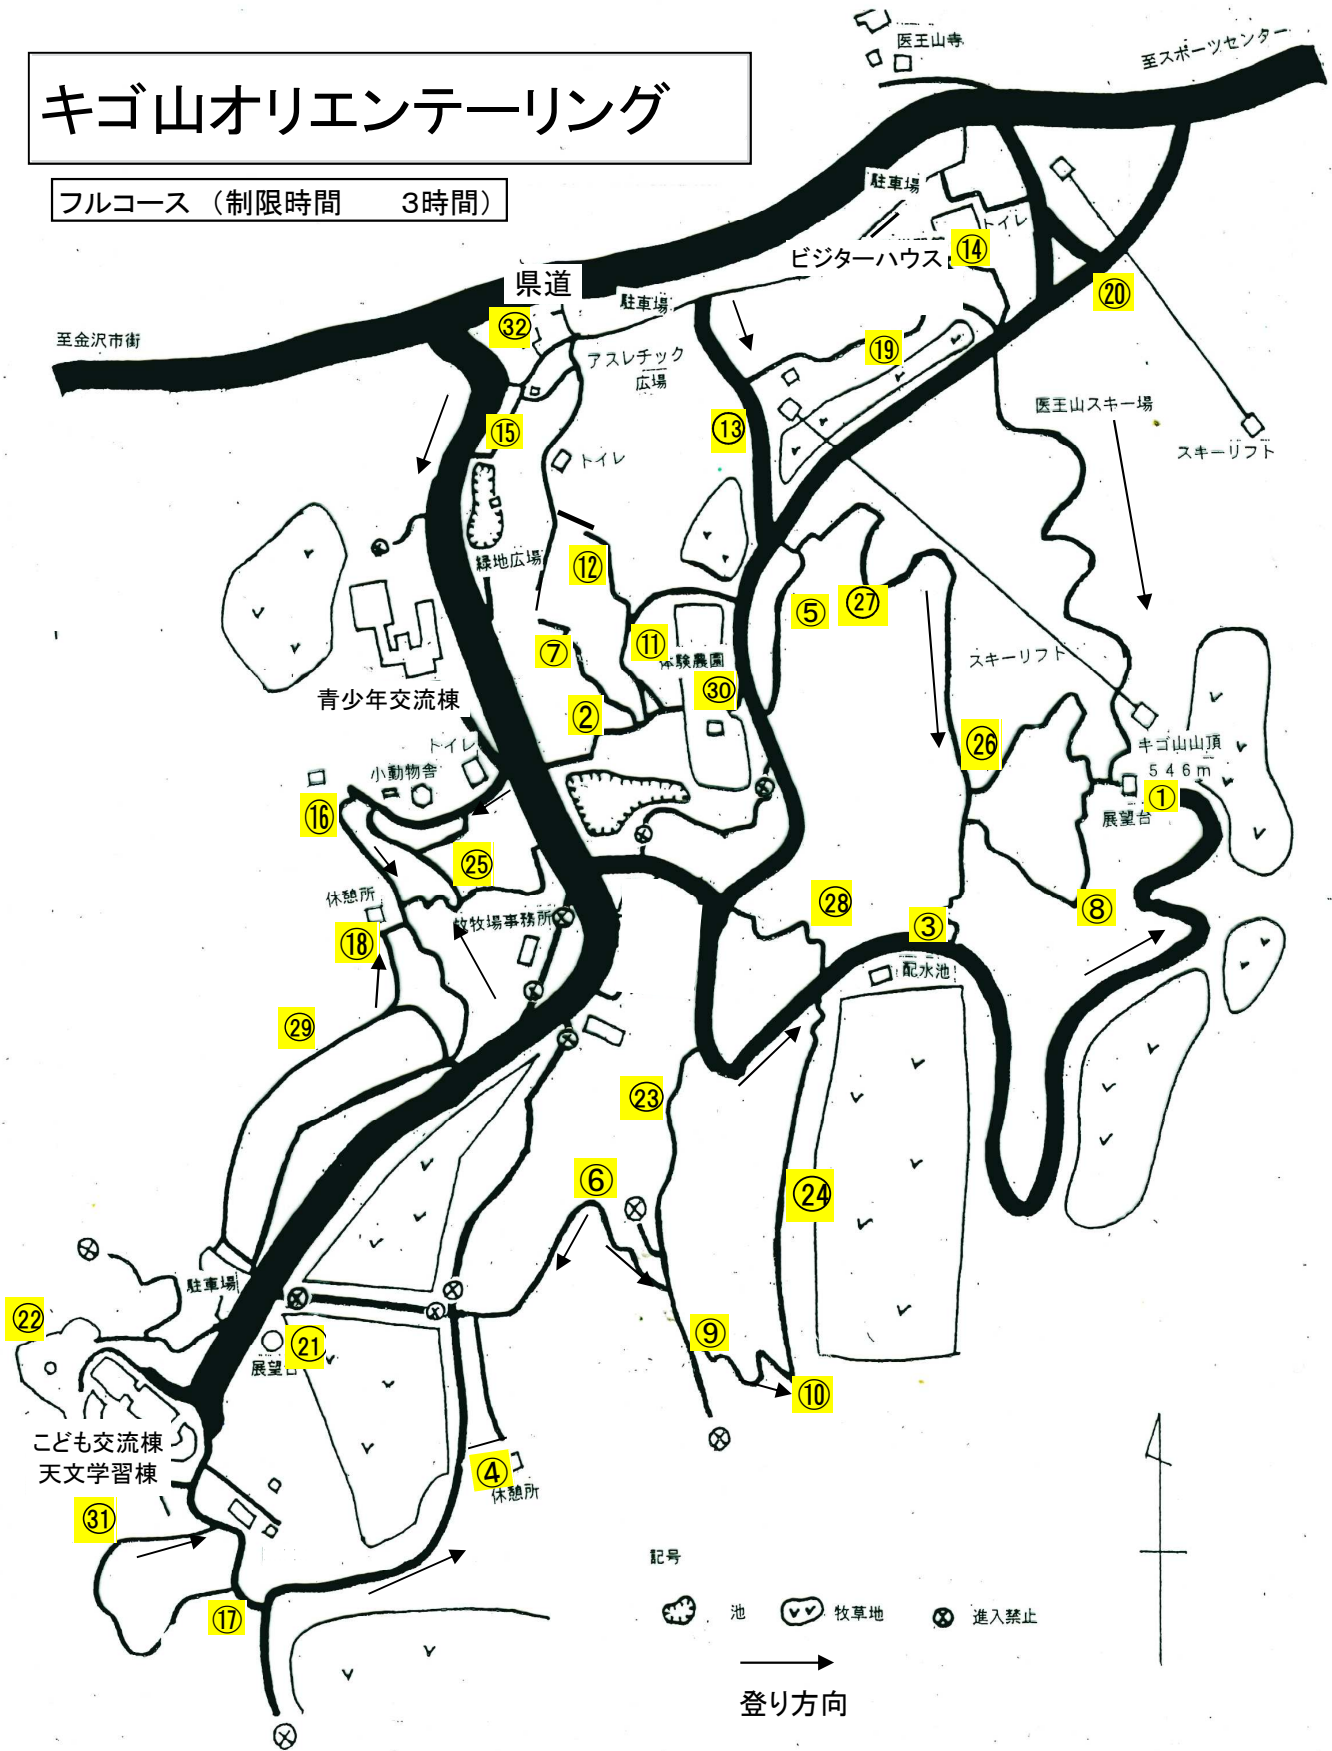 医王山寺
至スポーツセンター
キゴ山オリエンテーリング
フルコース （制限時間　　3時間）
駐車場
トイレ
ビジターハウス
⑭
⑳
県道
駐車場
㉜
至金沢市街
アスレチック
広場
⑲
医王山スキー場
⑮
⑬
スキーリフト
トイレ
緑地広場
⑫
⑤
㉗
⑦
⑪
体験農園
スキーリフト
青少年交流棟
㉚
②
トイレ
㉖
キゴ山山頂
小動物舎
546m
①
⑯
展望台
㉕
休憩所
㉘
⑧
牧牧場事務所
③
⑱
配水池
㉙
㉓
⑥
㉔
駐車場
㉒
㉑
⑨
展望台
⑩
こども交流棟
天文学習棟
④
休憩所
㉛
⑰
記号
池
牧草地
進入禁止
登り方向